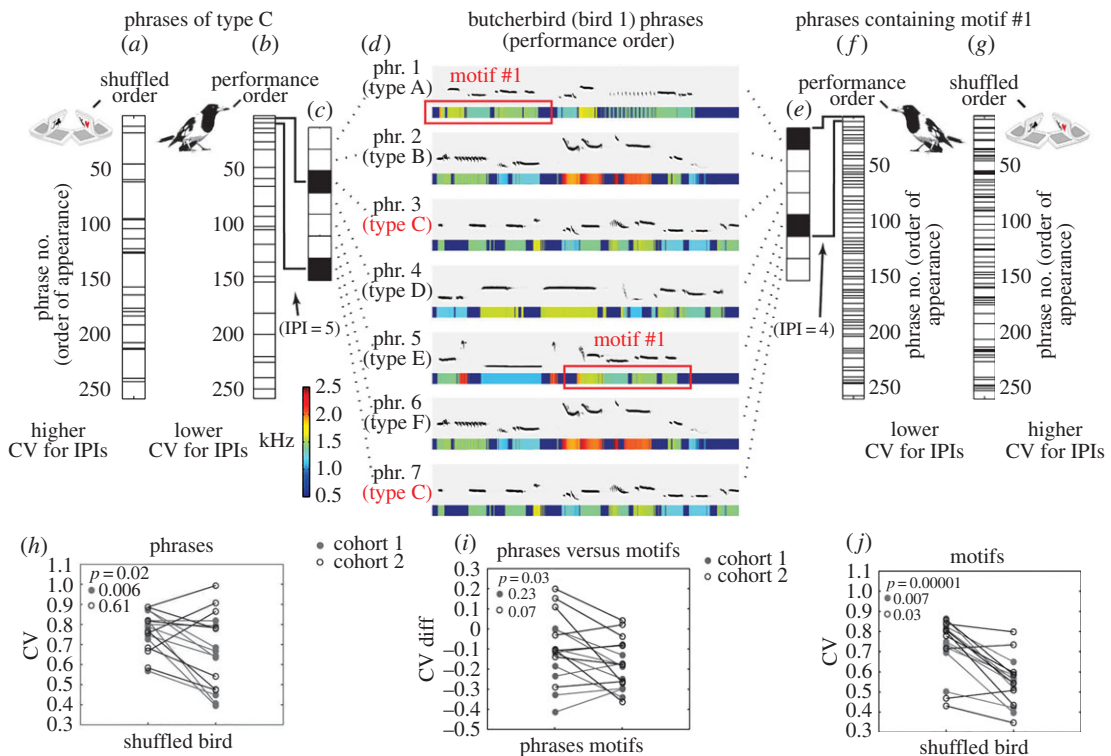 phrases of type C
butcherbird (bird 1) phrases
(performance order)
phrases containing motif #1
(a)
(b)
(c)
(d)
(e)
(f)
(g)
shuffled
order
performance
order
phr. 1
(type A)
motif #1
phr. 2
(type B)
phr. 3
(type C)
phr. 4
(type D)
phr. 5
(type E)
motif #1
phr. 6
(type F)
phr. 7
(type C)
performance
order
shuffled
order
50
100
150
200
250
phrase no.
(order of appearance)
50
100
150
200
250
(IPI = 5)
(IPI = 4)
50
100
150
200
250
phrase no. (order of
appearance)
50
100
150
200
250
phrase no. (order of
appearance)
higher
CV for IPIs
lower
CV for IPIs
kHz
2.5
2.0
1.5
1.0
0.5
lower
CV for IPIs
higher
CV for IPIs
(h)
phrases
cohort 1
cohort 2
p = 0.02
0.006
0.61
1.1
1.0
0.9
0.8
0.7
0.6
0.5
0.4
0.3
CV
shuffled bird
(i)
phrases versus motifs
cohort 1
cohort 2
p = 0.03
0.23
0.07
0.3
0.2
0.1
0
−0.1
−0.2
−0.3
−0.4
−0.5
CV diff
phrases motifs
(j)
motifs
p = 0.00001
0.007
0.03
1.1
1.0
0.9
0.8
0.7
0.6
0.5
0.4
0.3
CV
shuffled bird